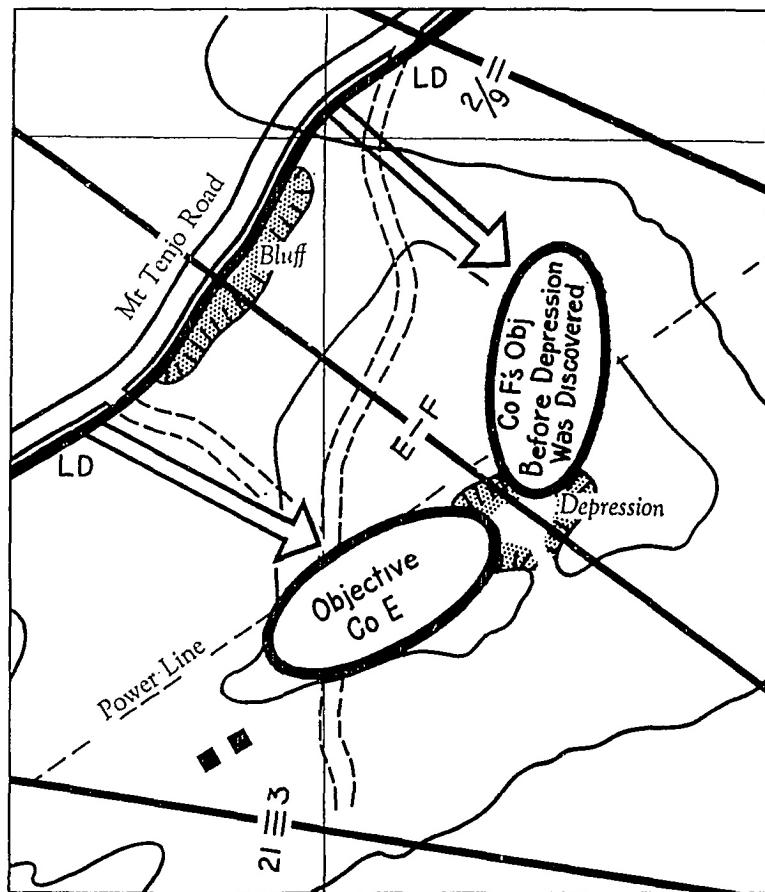 LD
2/9
Mt Tenjo Road
Bluff
Co F's Obj
Before Depression
Was Discovered
E-F
LD
Depression
Objective
Co E
Power Line
21
3